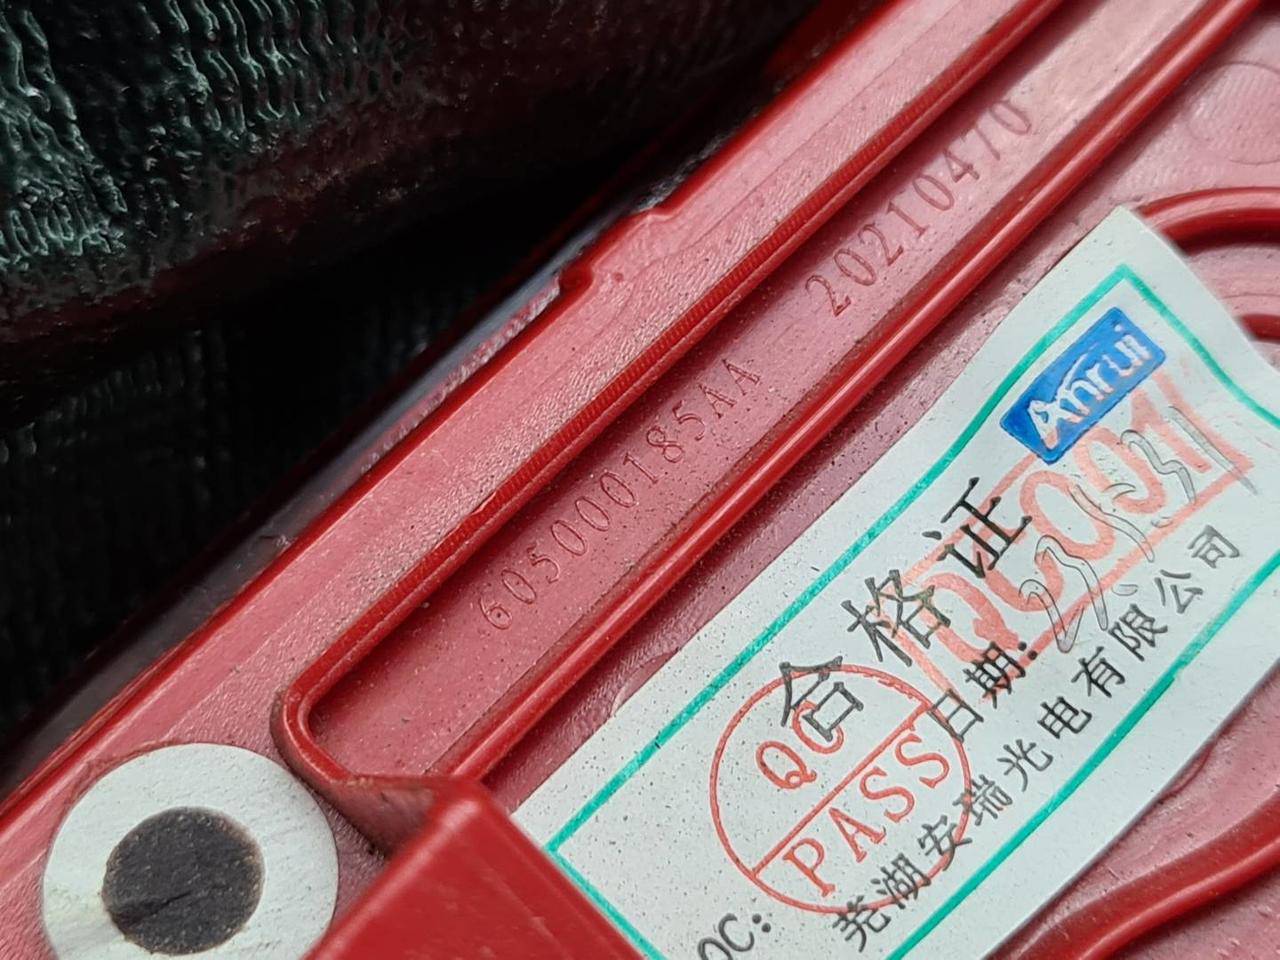 605000185AA 20210470
Anrui
合格证
QC001
QC
PASS
日期:
QC:
芜湖安瑞光电有限公司